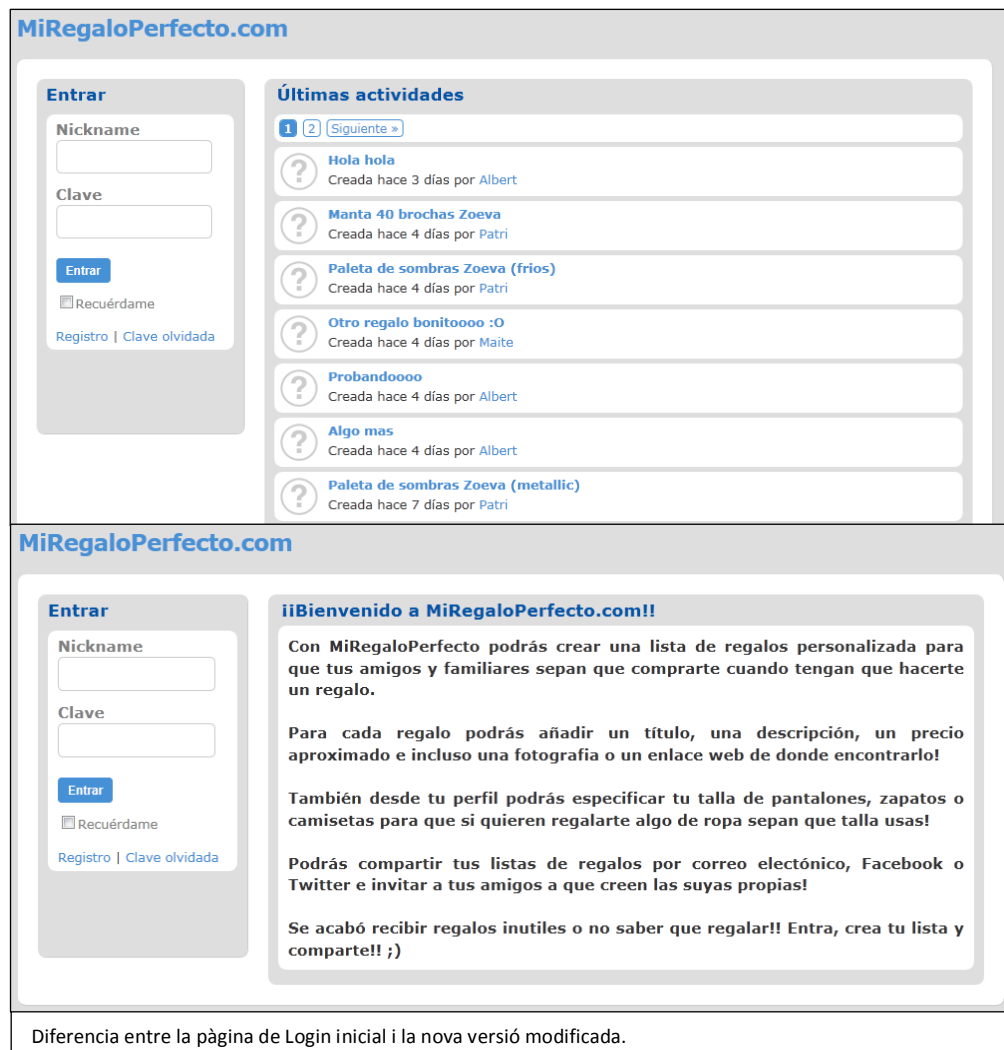 MiRegaloPerfecto.com
Entrar
Nickname
Clave
Entrar
Recuérdame
Registro | Clave olvidada
Últimas actividades
1 2 Siguiente »
Hola hola
Creada hace 3 días por Albert
Manta 40 brochas Zoeva
Creada hace 4 días por Patri
Paleta de sombras Zoeva (frios)
Creada hace 4 días por Patri
Otro regalo bonitoooo :O
Creada hace 4 días por Maite
Probandoooo
Creada hace 4 días por Albert
Algo mas
Creada hace 4 días por Albert
Paleta de sombras Zoeva (metallic)
Creada hace 7 días por Patri
MiRegaloPerfecto.com
Entrar
Nickname
Clave
Entrar
Recuérdame
Registro | Clave olvidada
¡¡Bienvenido a MiRegaloPerfecto.com!!
Con MiRegaloPerfecto podrás crear una lista de regalos personalizada para
que tus amigos y familiares sepan que comprarte cuando tengan que hacerte
un regalo.
Para cada regalo podrás añadir un título, una descripción, un precio
aproximado e incluso una fotografia o un enlace web de donde encontrarlo!
También desde tu perfil podrás especificar tu talla de pantalones, zapatos o
camisetas para que si quieren regalarte algo de ropa sepan que talla usas!
Podrás compartir tus listas de regalos por correo electónico, Facebook o
Twitter e invitar a tus amigos a que creen las suyas propias!
Se acabó recibir regalos inutiles o no saber que regalar!! Entra, crea tu lista y
comparte!! ;)
Diferencia entre la pàgina de Login inicial i la nova versió modificada.